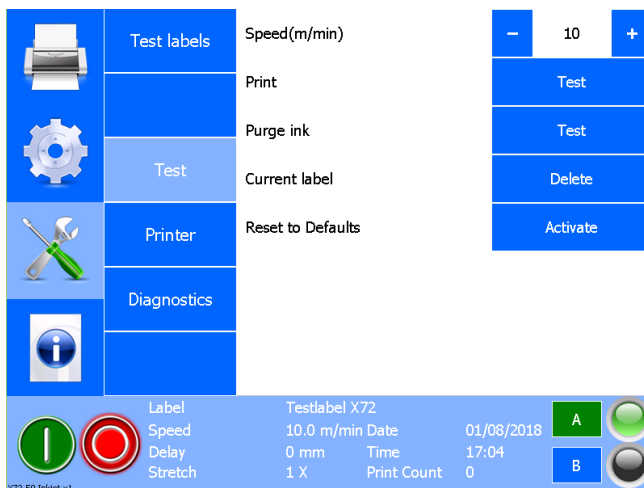 Test labels
Test
Printer
Diagnostics
Speed(m/min) - 10 +
Print Test
Purge ink Test
Current label Delete
Reset to Defaults Activate
Label Testlabel X72
Speed 10.0 m/min Date 01/08/2018
Delay 0 mm Time 17:04
Stretch 1 X Print Count 0
A
B